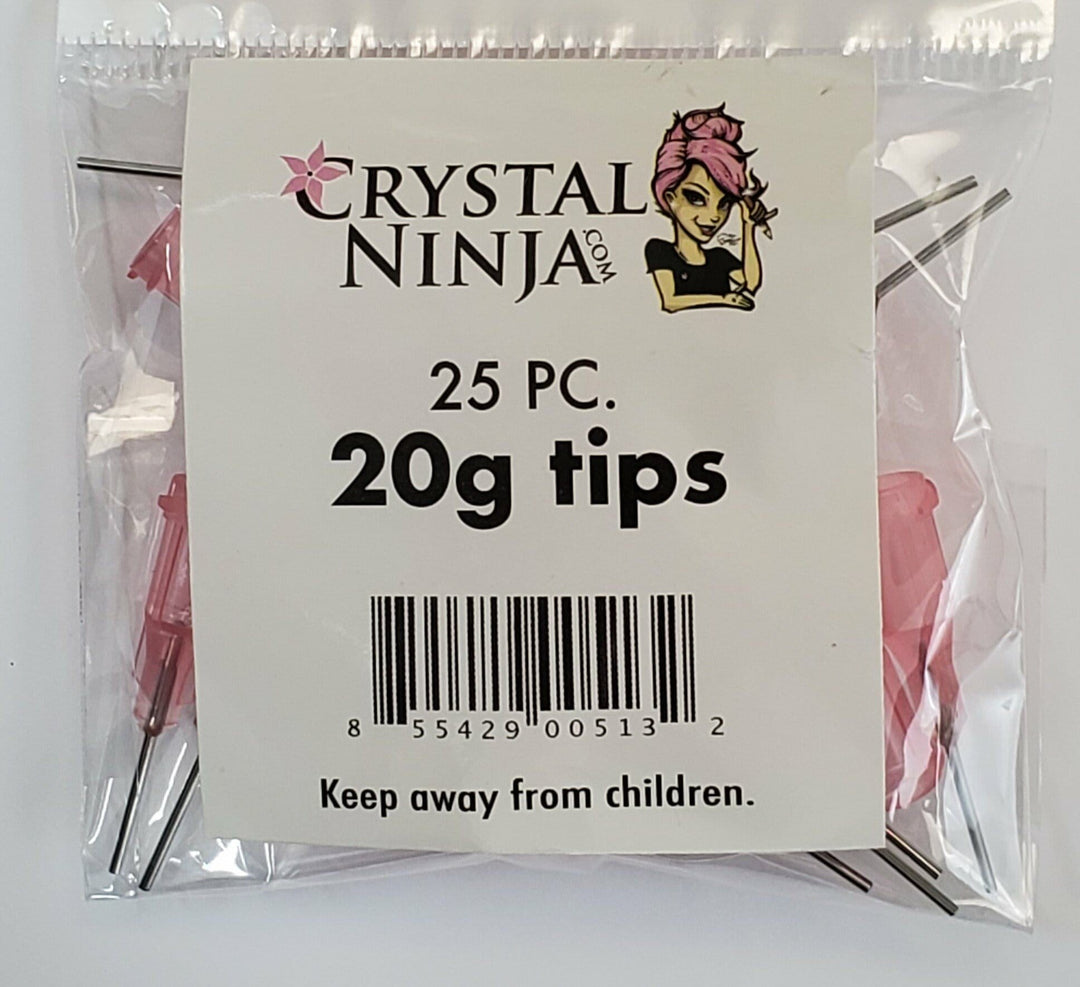 CRYSTAL
NINJA.COM
25 PC.
20g tips
8 55429 00513 2
Keep away from children.